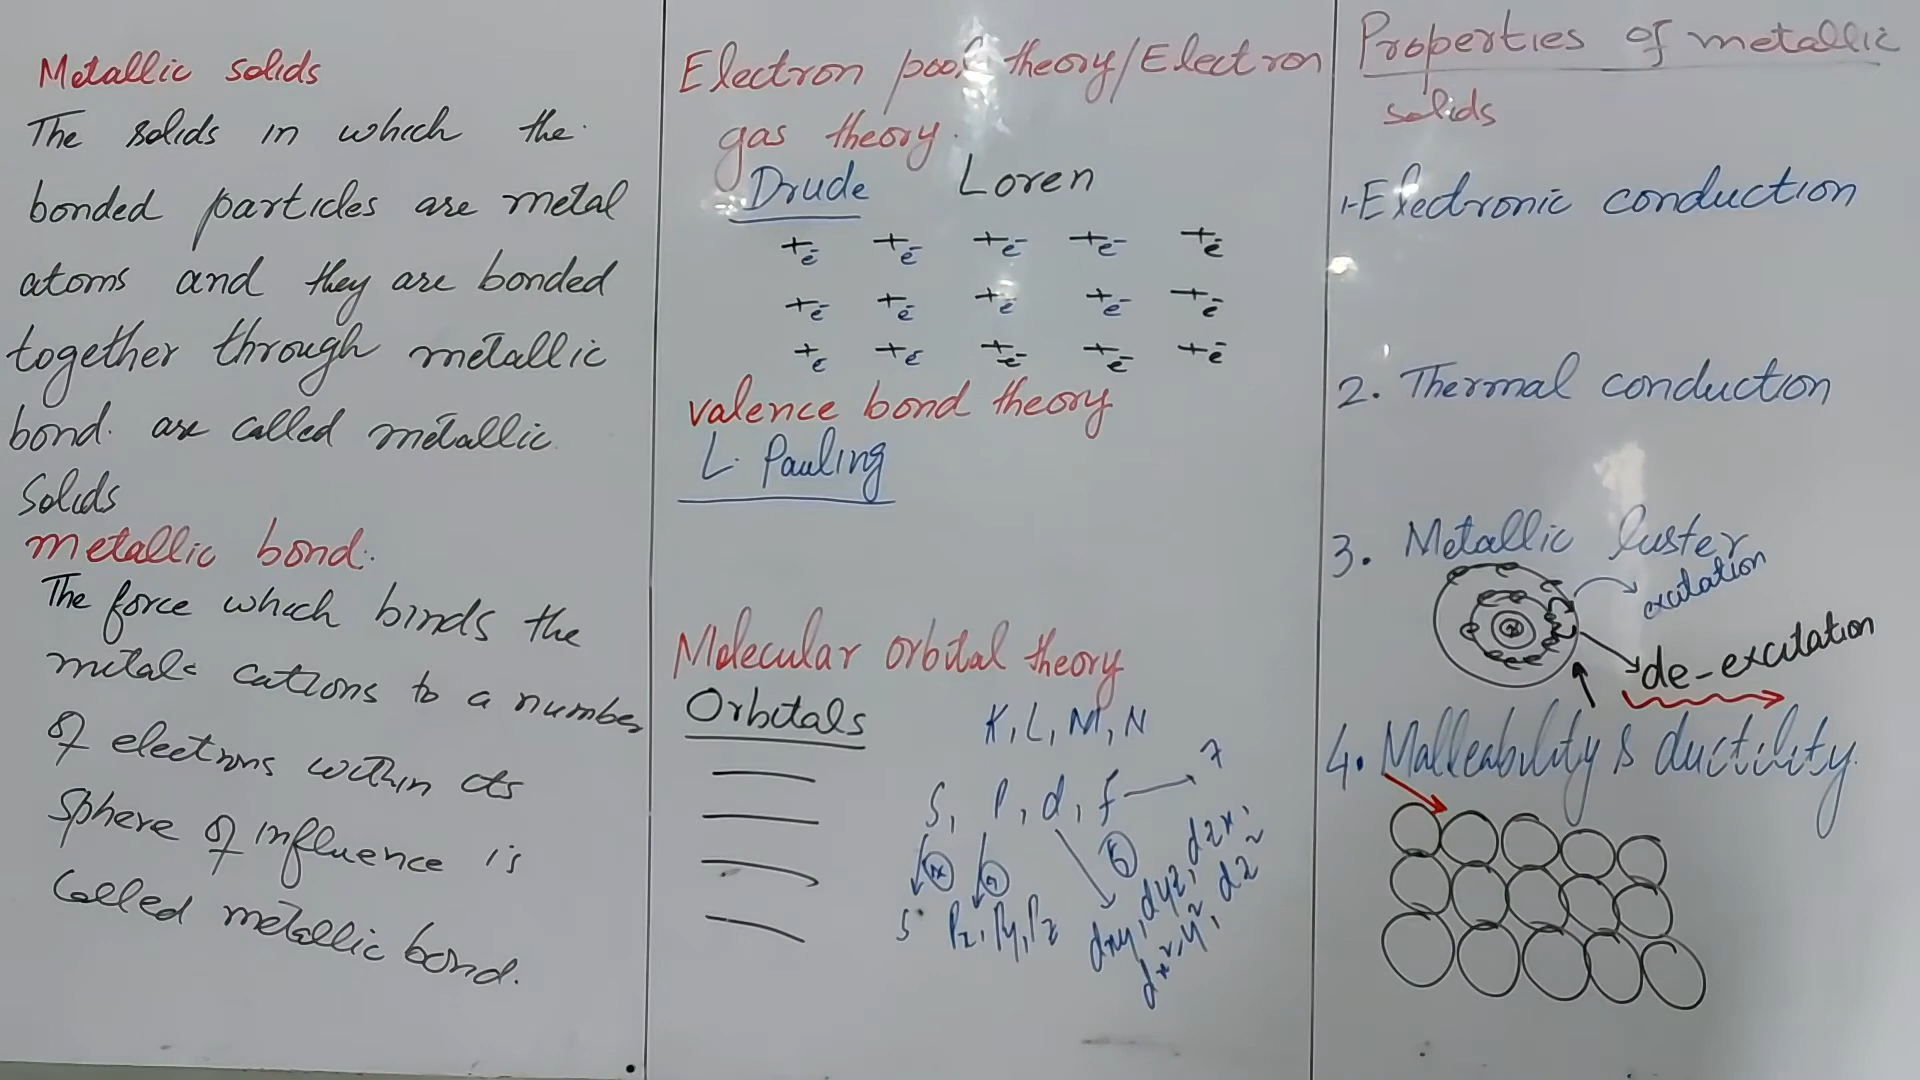 Metallic solids
The solids in which the
bonded particles are metal
atoms and they are bonded
together through metallic
bond. are called metallic
Solids
metallic bond.
The force which binds the
metals cations to a number
of electrons within its
sphere of influence is
Called metallic bond.
Electron pool theory/Electron
gas theory.
Drude Loren
+e- +e- +e- +e- +e-
+e- +e- +e- +e- +e-
+e +e +e- +e- +e-
valence bond theory
L. Pauling
Molecular orbital theory
Orbitals
K, L, M, N
S, P, d, f → 7
5
S Px, Py, Pz
dxy, dyz, dzx,
dx²,y², dz²
Properties of metallic
solids
1-Electronic conduction
2. Thermal conduction
3. Metallic luster
excitation
de-excitation
4. Malleability & ductility.